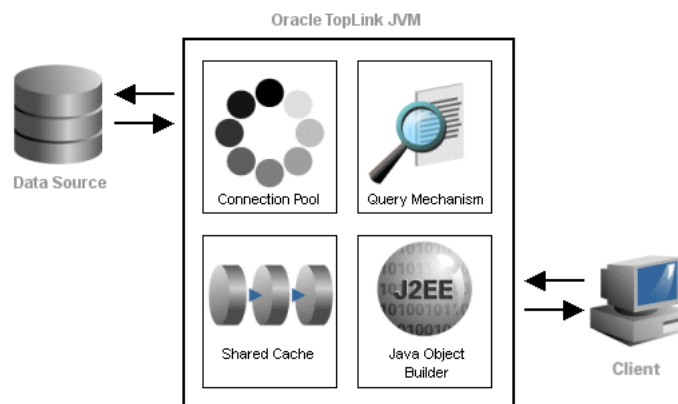 Oracle TopLink JVM
Data Source
Connection Pool
Query Mechanism
J2EE
Shared Cache
Java Object
Builder
Client